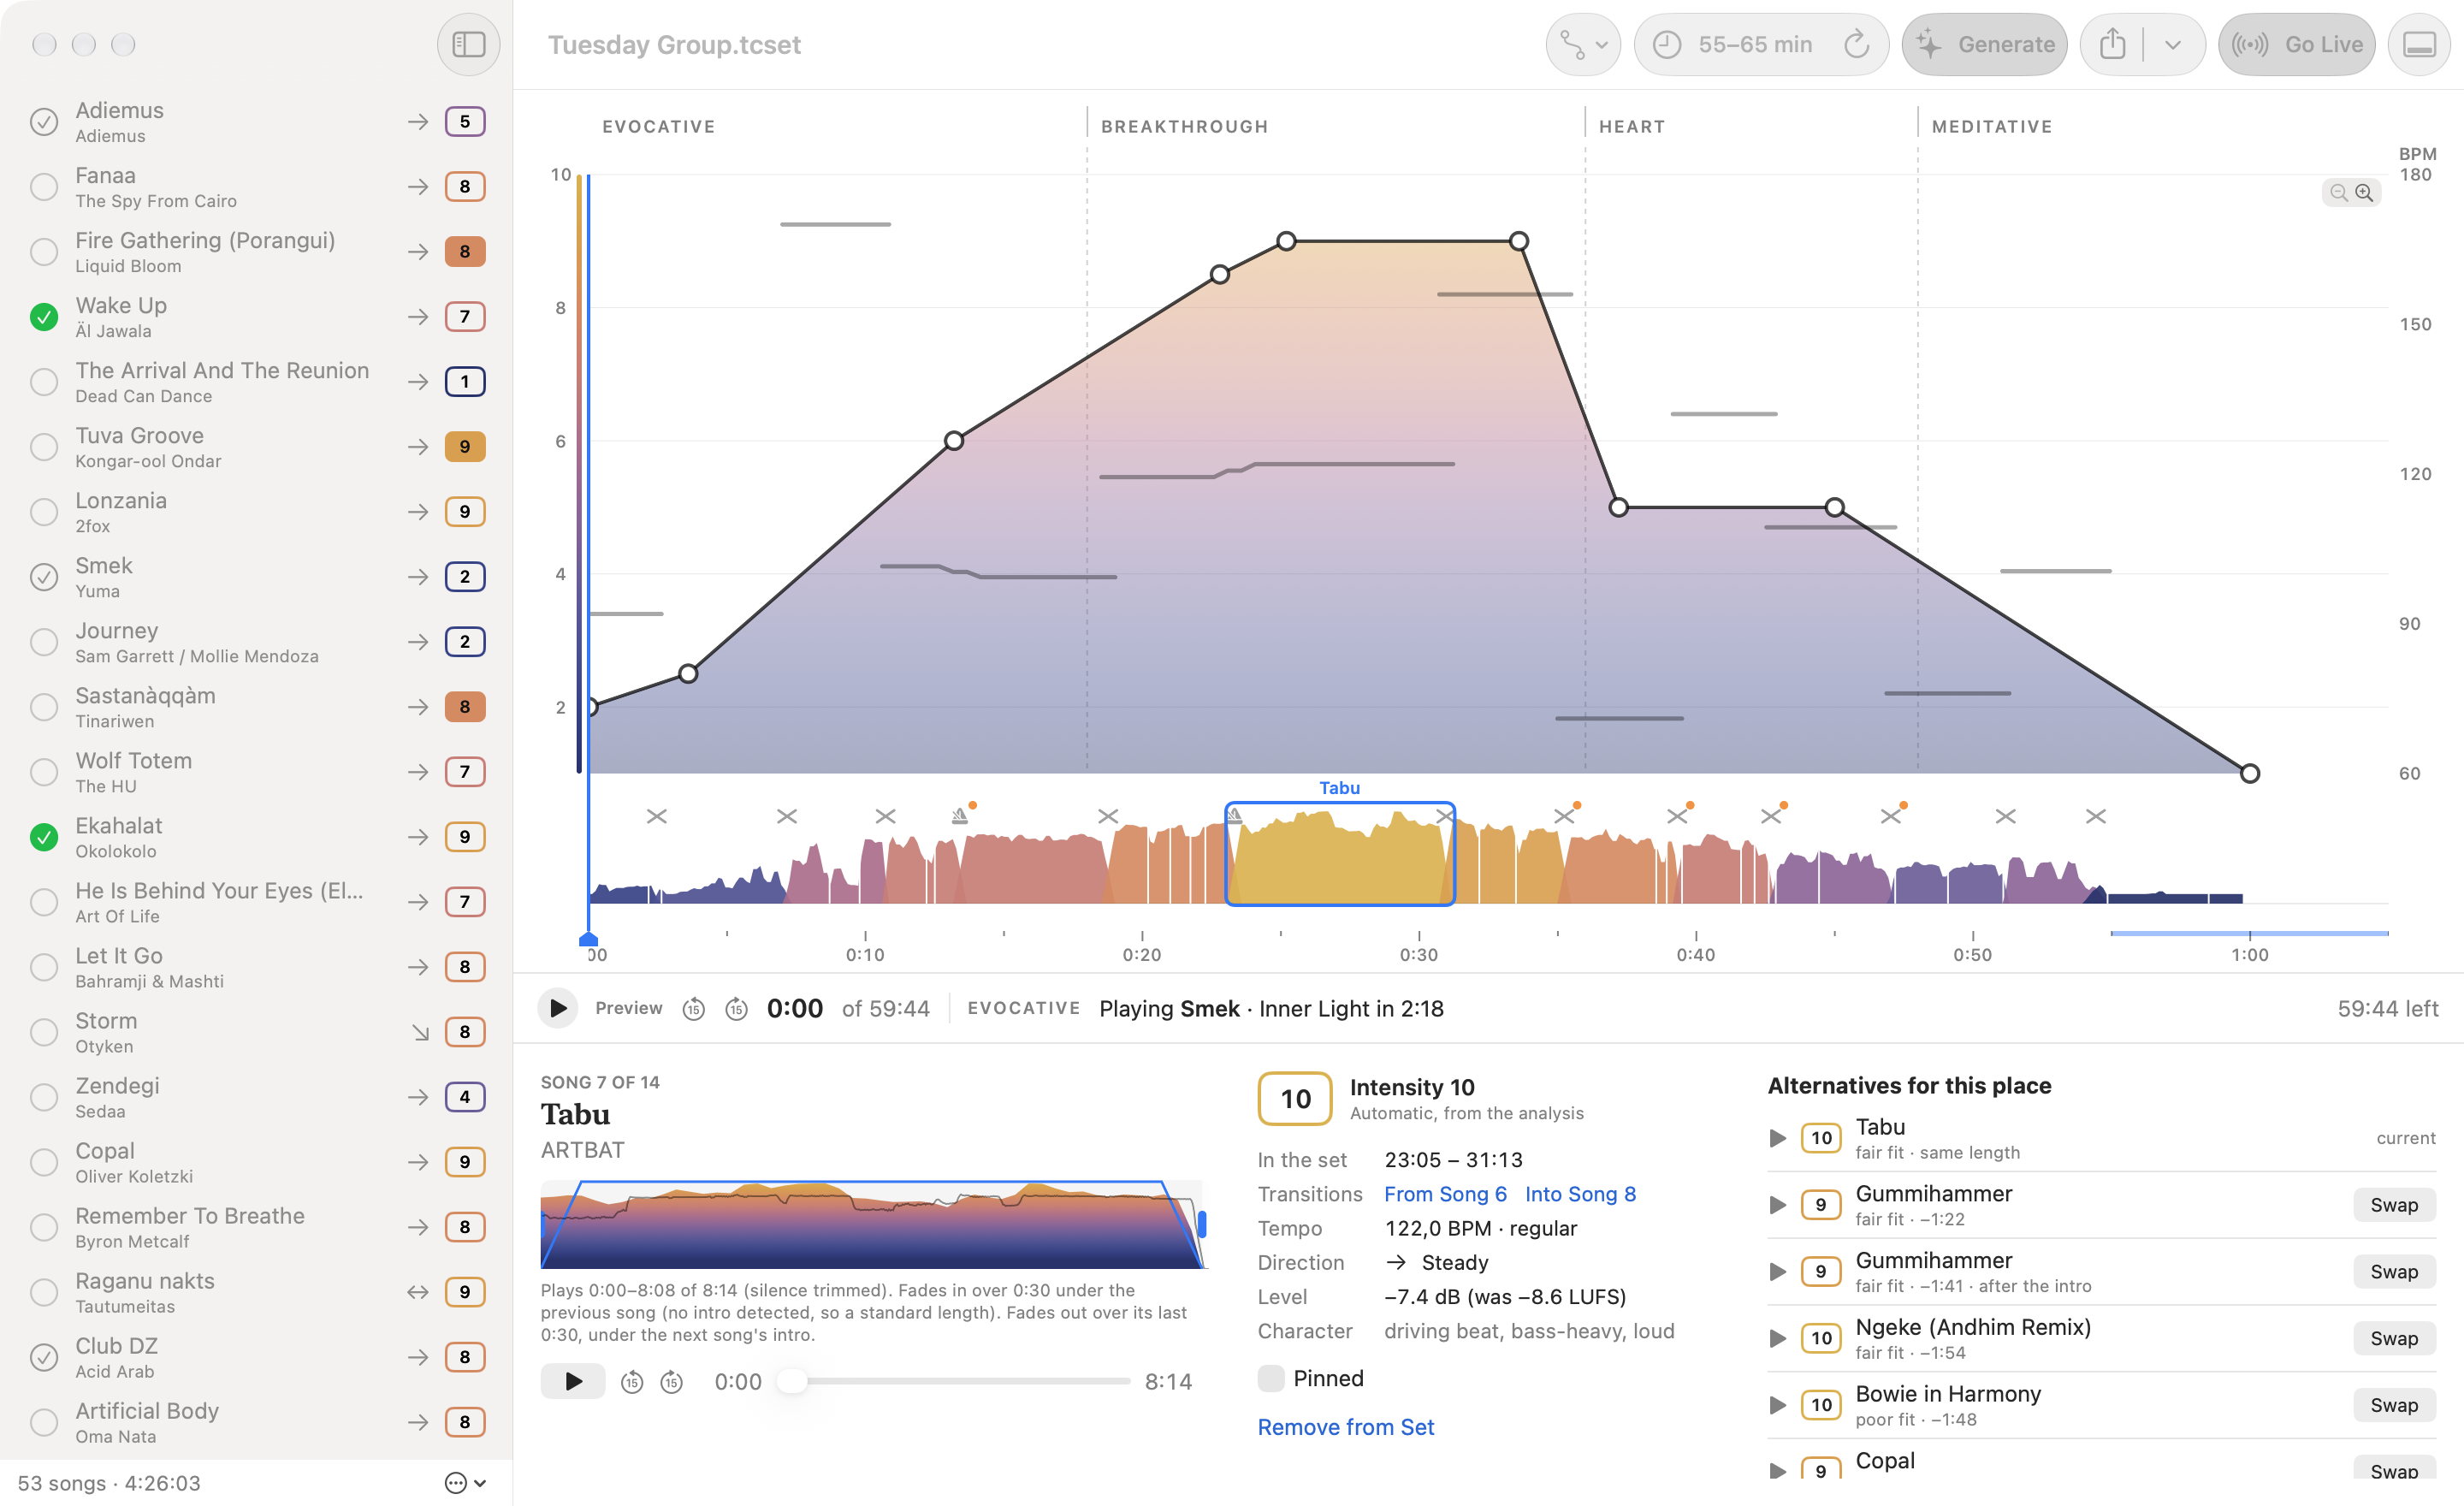 Tuesday Group.tcset
55–65 min
Generate
Go Live
Adiemus
Adiemus
5
Fanaa
The Spy From Cairo
8
Fire Gathering (Porangui)
Liquid Bloom
8
Wake Up
Äl Jawala
7
The Arrival And The Reunion
Dead Can Dance
1
Tuva Groove
Kongar-ool Ondar
9
Lonzania
2fox
9
Smek
Yuma
2
Journey
Sam Garrett / Mollie Mendoza
2
Sastanàqqàm
Tinariwen
8
Wolf Totem
The HU
7
Ekahalat
Okolokolo
9
He Is Behind Your Eyes (El...
Art Of Life
7
Let It Go
Bahramji & Mashti
8
Storm
Otyken
8
Zendegi
Sedaa
4
Copal
Oliver Koletzki
9
Remember To Breathe
Byron Metcalf
8
Raganu nakts
Tautumeitas
9
Club DZ
Acid Arab
8
Artificial Body
Oma Nata
8
53 songs · 4:26:03
EVOCATIVE
BREAKTHROUGH
HEART
MEDITATIVE
BPM
10
8
6
4
2
180
150
120
90
60
Tabu
00
0:10
0:20
0:30
0:40
0:50
1:00
Preview
15
15
0:00 of 59:44
EVOCATIVE
Playing Smek · Inner Light in 2:18
59:44 left
SONG 7 OF 14
Tabu
ARTBAT
Plays 0:00–8:08 of 8:14 (silence trimmed). Fades in over 0:30 under the
previous song (no intro detected, so a standard length). Fades out over its last
0:30, under the next song's intro.
15
15
0:00
8:14
10
Intensity 10
Automatic, from the analysis
In the set 23:05 – 31:13
Transitions From Song 6 Into Song 8
Tempo 122,0 BPM · regular
Direction → Steady
Level −7.4 dB (was −8.6 LUFS)
Character driving beat, bass-heavy, loud
Pinned
Remove from Set
Alternatives for this place
10
Tabu
fair fit · same length
current
9
Gummihammer
fair fit · −1:22
Swap
9
Gummihammer
fair fit · −1:41 · after the intro
Swap
10
Ngeke (Andhim Remix)
fair fit · −1:54
Swap
10
Bowie in Harmony
poor fit · −1:48
Swap
9
Copal
Swap